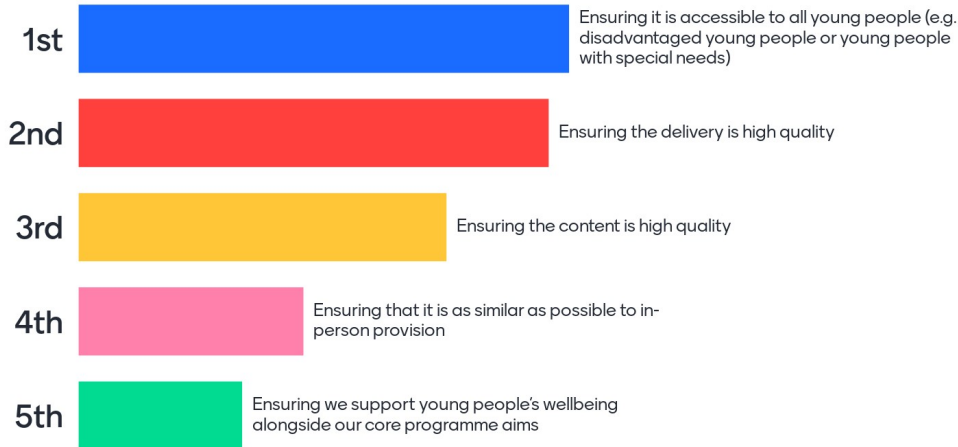 1st
Ensuring it is accessible to all young people (e.g.
disadvantaged young people or young people
with special needs)
2nd
Ensuring the delivery is high quality
3rd
Ensuring the content is high quality
4th
Ensuring that it is as similar as possible to in-
person provision
5th
Ensuring we support young people's wellbeing
alongside our core programme aims